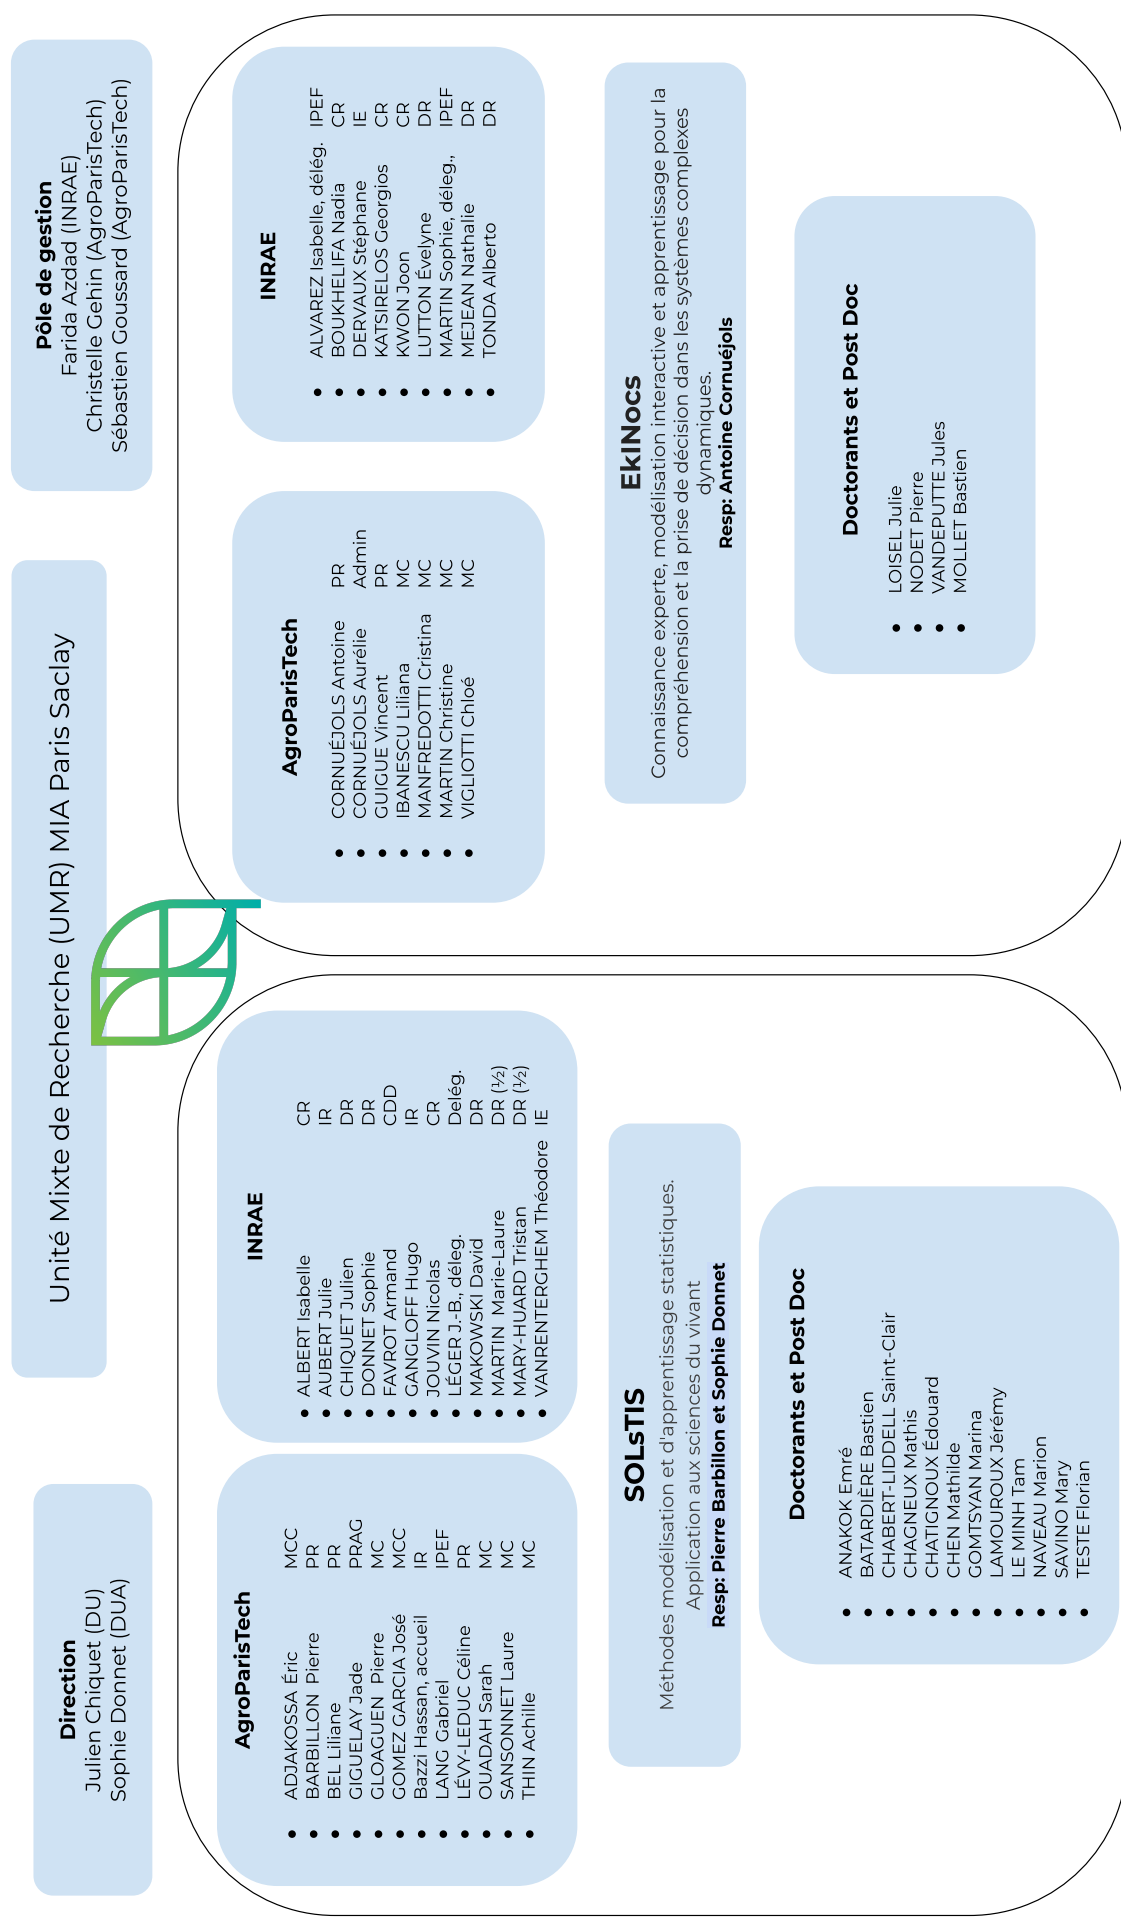 Direction
Julien Chiquet (DU)
Sophie Donnet (DUA)
Unité Mixte de Recherche (UMR) MIA Paris Saclay
Pôle de gestion
Farida Azdad (INRAE)
Christelle Gehin (AgroParisTech)
Sébastien Goussard (AgroParisTech)
AgroParisTech
• ADJAKOSSA Éric MCC
• BARBILLON Pierre PR
• BEL Liliane PR
• GIGUELAY Jade PRAG
• GLOAGUEN Pierre MC
• GOMEZ GARCIA José MCC
• Bazzi Hassan, accueil IR
• LANG Gabriel IPEF
• LÉVY-LEDUC Céline PR
• OUADAH Sarah MC
• SANSONNET Laure MC
• THIN Achille MC
INRAE
• ALBERT Isabelle CR
• AUBERT Julie IR
• CHIQUET Julien DR
• DONNET Sophie DR
• FAVROT Armand CDD
• GANGLOFF Hugo IR
• JOUVIN Nicolas CR
• LÉGER J.-B., déleg. Delég.
• MAKOWSKI David DR
• MARTIN Marie-Laure DR (½)
• MARY-HUARD Tristan DR (½)
• VANRENTERGHEM Théodore IE
SOLsTIS
Méthodes modélisation et d'apprentissage statistiques.
Application aux sciences du vivant
Resp: Pierre Barbillon et Sophie Donnet
Doctorants et Post Doc
• ANAKOK Emré
• BATARDIÈRE Bastien
• CHABERT-LIDDELL Saint-Clair
• CHAGNEUX Mathis
• CHATIGNOUX Édouard
• CHEN Mathilde
• GOMTSYAN Marina
• LAMOUROUX Jérémy
• LE MINH Tam
• NAVEAU Marion
• SAVINO Mary
• TESTE Florian
AgroParisTech
• CORNUÉJOLS Antoine PR
• CORNUÉJOLS Aurélie Admin
• GUIGUE Vincent PR
• IBANESCU Liliana MC
• MANFREDOTTI Cristina MC
• MARTIN Christine MC
• VIGLIOTTI Chloé MC
INRAE
• ALVAREZ Isabelle, délég. IPEF
• BOUKHELIFA Nadia CR
• DERVAUX Stéphane IE
• KATSIRELOS Georgios CR
• KWON Joon CR
• LUTTON Évelyne DR
• MARTIN Sophie, déleg., IPEF
• MEJEAN Nathalie DR
• TONDA Alberto DR
EkINocs
Connaissance experte, modélisation interactive et apprentissage pour la
compréhension et la prise de décision dans les systèmes complexes
dynamiques.
Resp: Antoine Cornuéjols
Doctorants et Post Doc
• LOISEL Julie
• NODET Pierre
• VANDEPUTTE Jules
• MOLLET Bastien